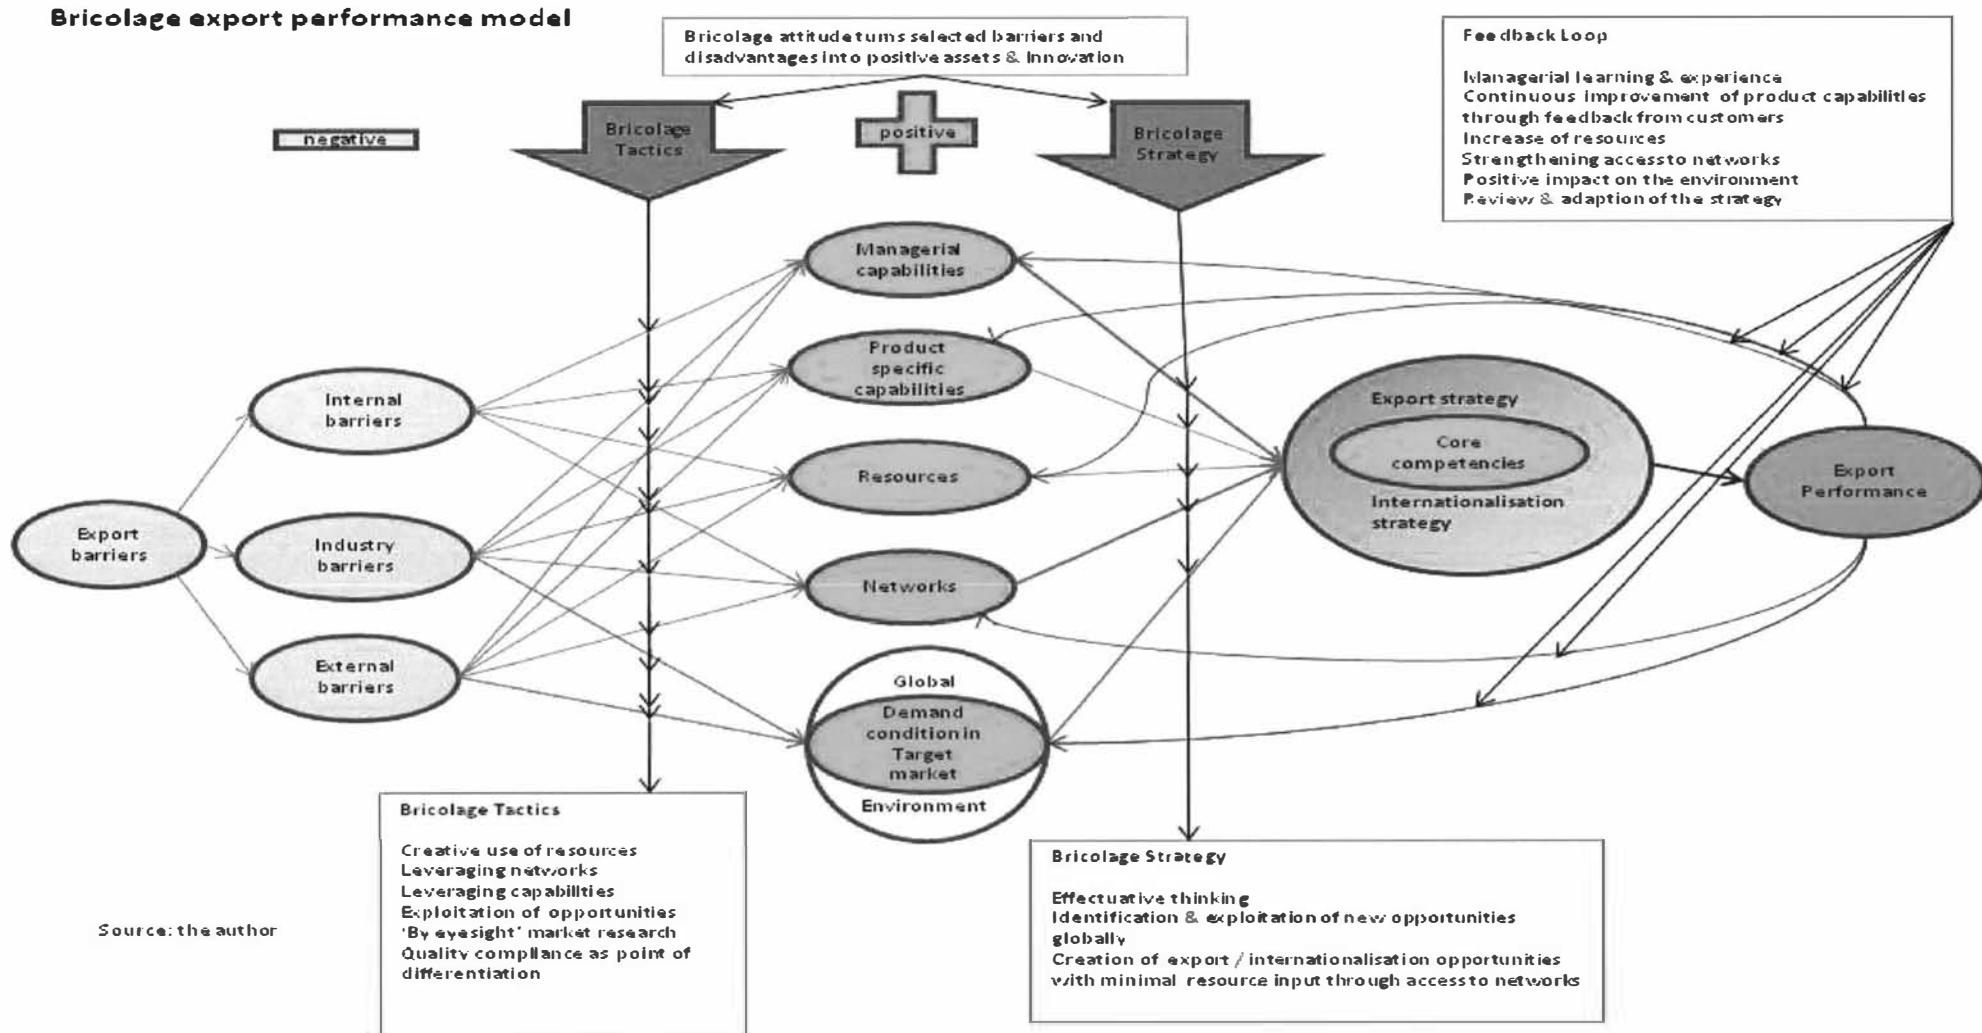 Bricolage export performance model
Bricolage attitude turns selected barriers and
disadvantages into positive assets & Innovation
Feedback Loop
Managerial learning & experience
Continuous improvement of product capabilities
through feedback from customers
Increase of resources
Strengthening access to networks
Positive impact on the environment
Review & adaption of the strategy
negative
Bricolage
Tactics
positive
Bricolage
Strategy
Managerial
capabilities
Product
specific
capabilities
Internal
barriers
Export strategy
Core
competencies
Internationalisation
strategy
Resources
Export
Performance
Export
barriers
Industry
barriers
Networks
External
barriers
Global
Demand
condition in
Target
market
Environment
Bricolage Tactics
Creative use of resources
Leveraging networks
Leveraging capabilities
Exploitation of opportunities
'By eyesight' market research
Quality compliance as point of
differentiation
Bricolage Strategy
Effectuative thinking
Identification & exploitation of new opportunities
globally
Creation of export / internationalisation opportunities
with minimal resource input through access to networks
Source: the author